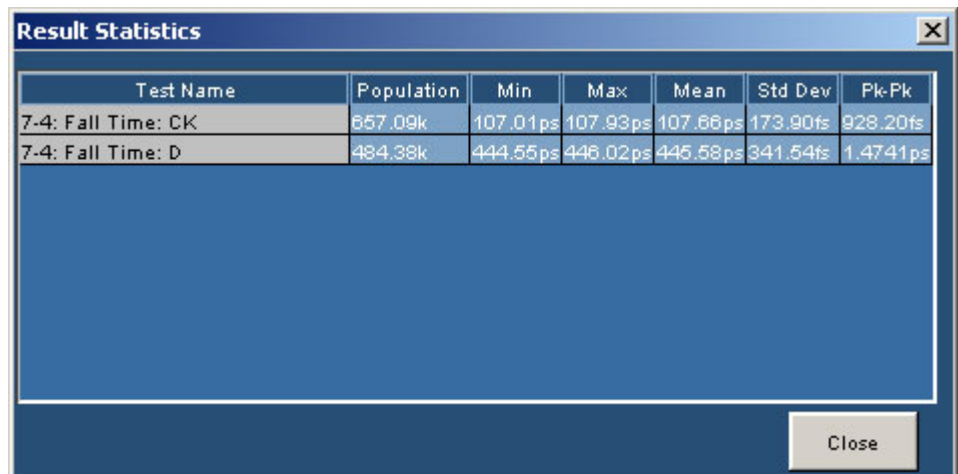 Result Statistics
Test Name Population Min Max Mean Std Dev Pk-Pk
7-4: Fall Time: CK 657.09k 107.01ps 107.93ps 107.66ps 173.90fs 928.20fs
7-4: Fall Time: D 484.38k 444.55ps 446.02ps 445.58ps 341.54fs 1.4741ps
Close